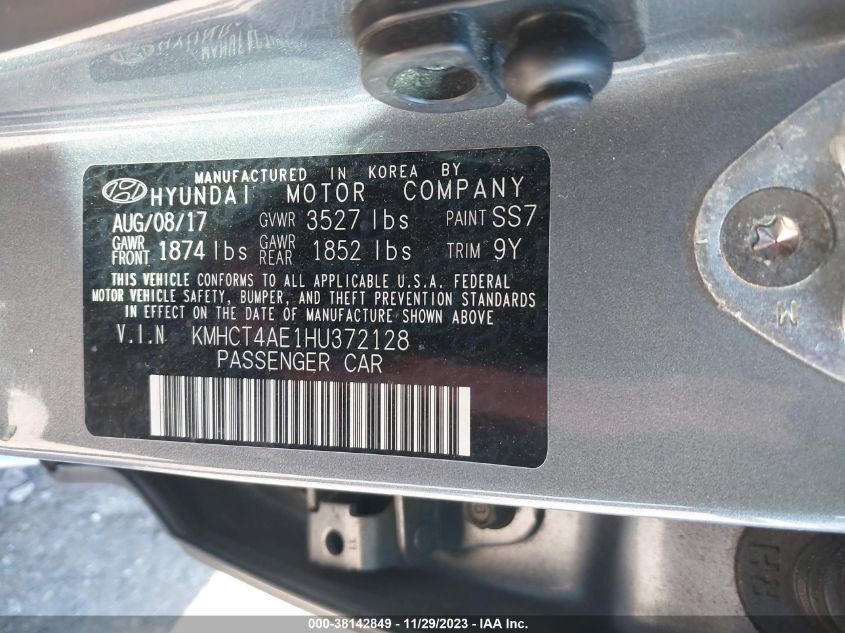 MANUFACTURED IN KOREA BY
HYUNDAI MOTOR COMPANY
AUG/08/17 GVWR 3527 lbs PAINT SS7
GAWR FRONT 1874 lbs GAWR REAR 1852 lbs TRIM 9Y
THIS VEHICLE CONFORMS TO ALL APPLICABLE U.S.A. FEDERAL
MOTOR VEHICLE SAFETY, BUMPER, AND THEFT PREVENTION STANDARDS
IN EFFECT ON THE DATE OF MANUFACTURE SHOWN ABOVE
V.I.N KMHCT4AE1HU372128
PASSENGER CAR
M
RH
000-38142849 - 11/29/2023 - IAA Inc.